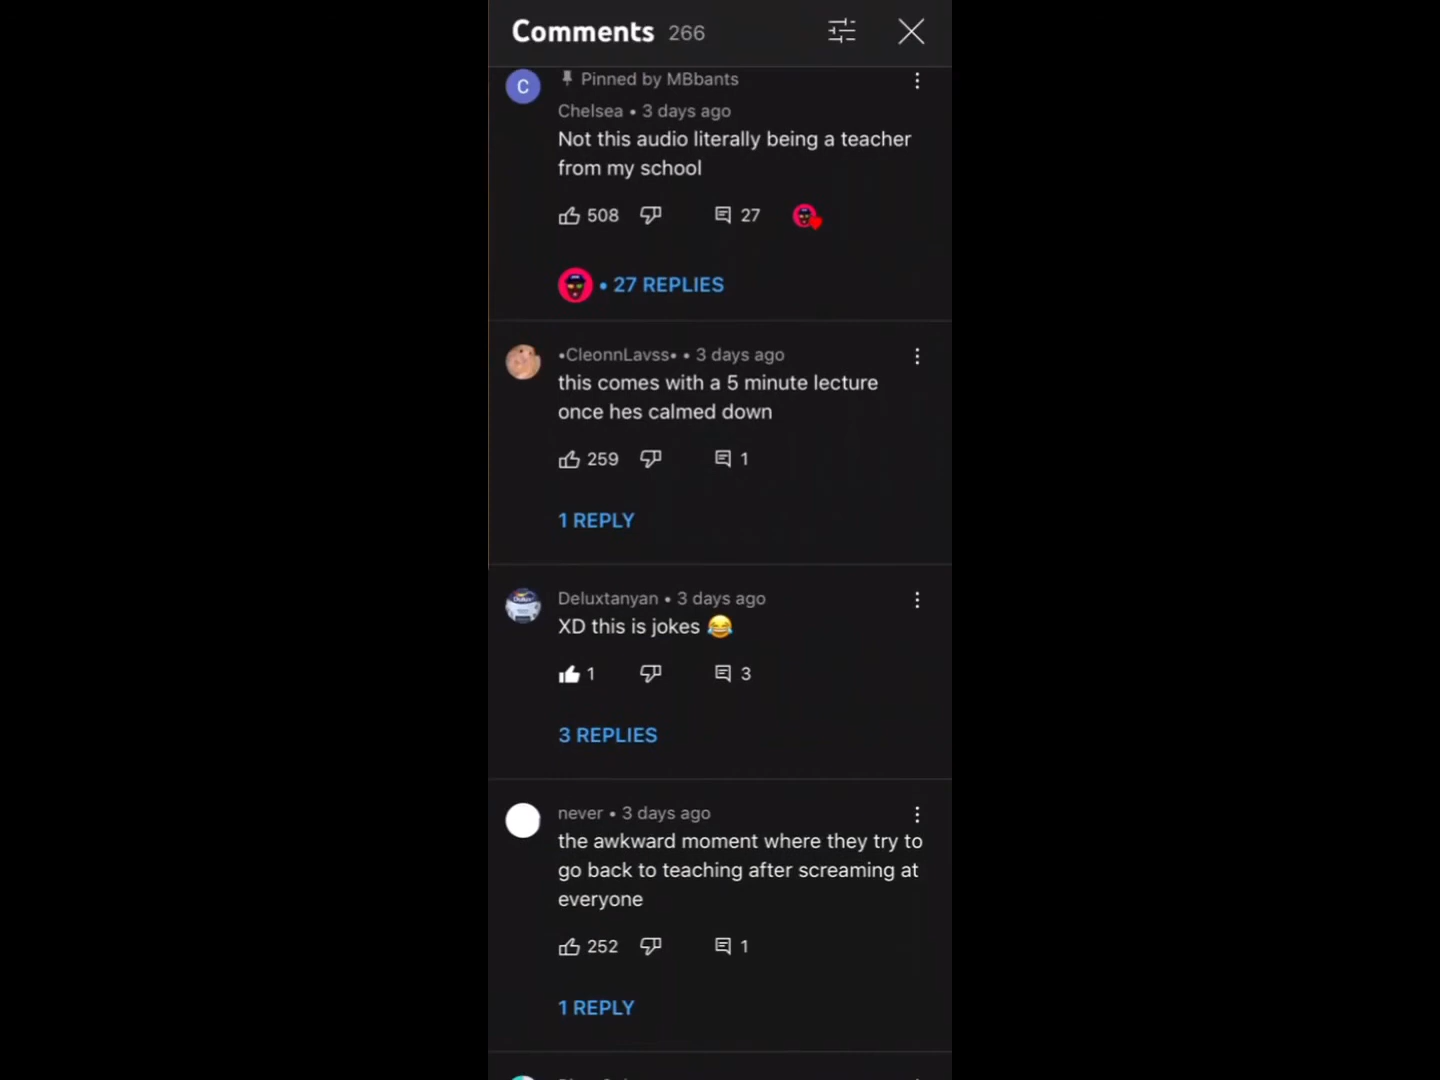 Comments 266
C
Pinned by MBbants
Chelsea • 3 days ago
Not this audio literally being a teacher
from my school
508 27
• 27 REPLIES
•CleonnLavss• • 3 days ago
this comes with a 5 minute lecture
once hes calmed down
259 1
1 REPLY
Deluxtanyan • 3 days ago
XD this is jokes 😂
1 3
3 REPLIES
never • 3 days ago
the awkward moment where they try to
go back to teaching after screaming at
everyone
252 1
1 REPLY